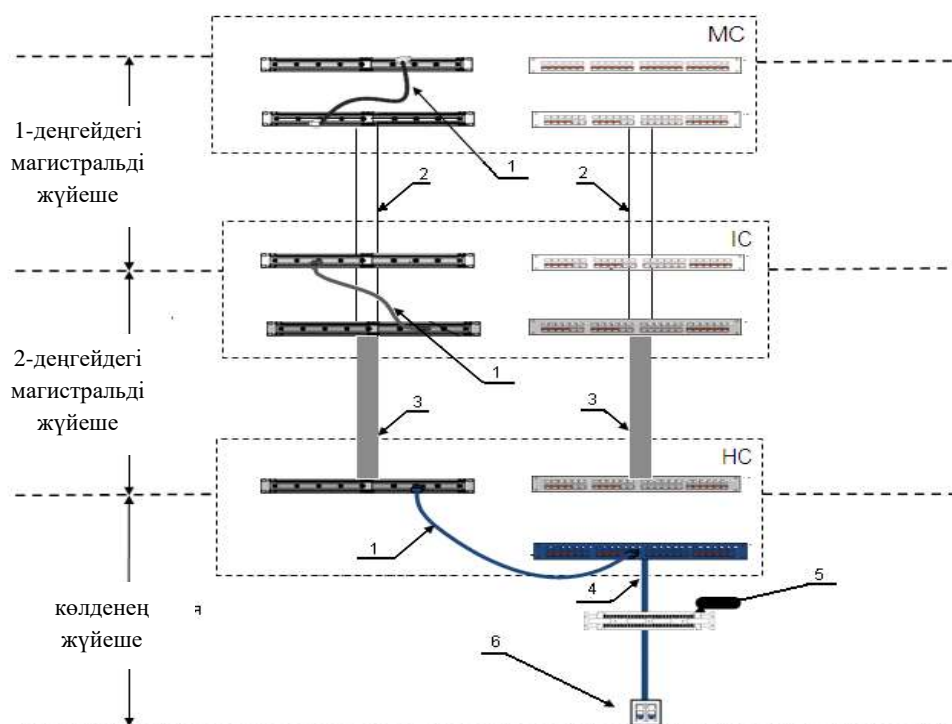 MC
1-деңгейдегі
магистральді
жүйеше
1
2
2
IC
2-деңгейдегі
магистральді
жүйеше
1
3
3
HC
1
4
5
көлденең
жүйеше
я
6